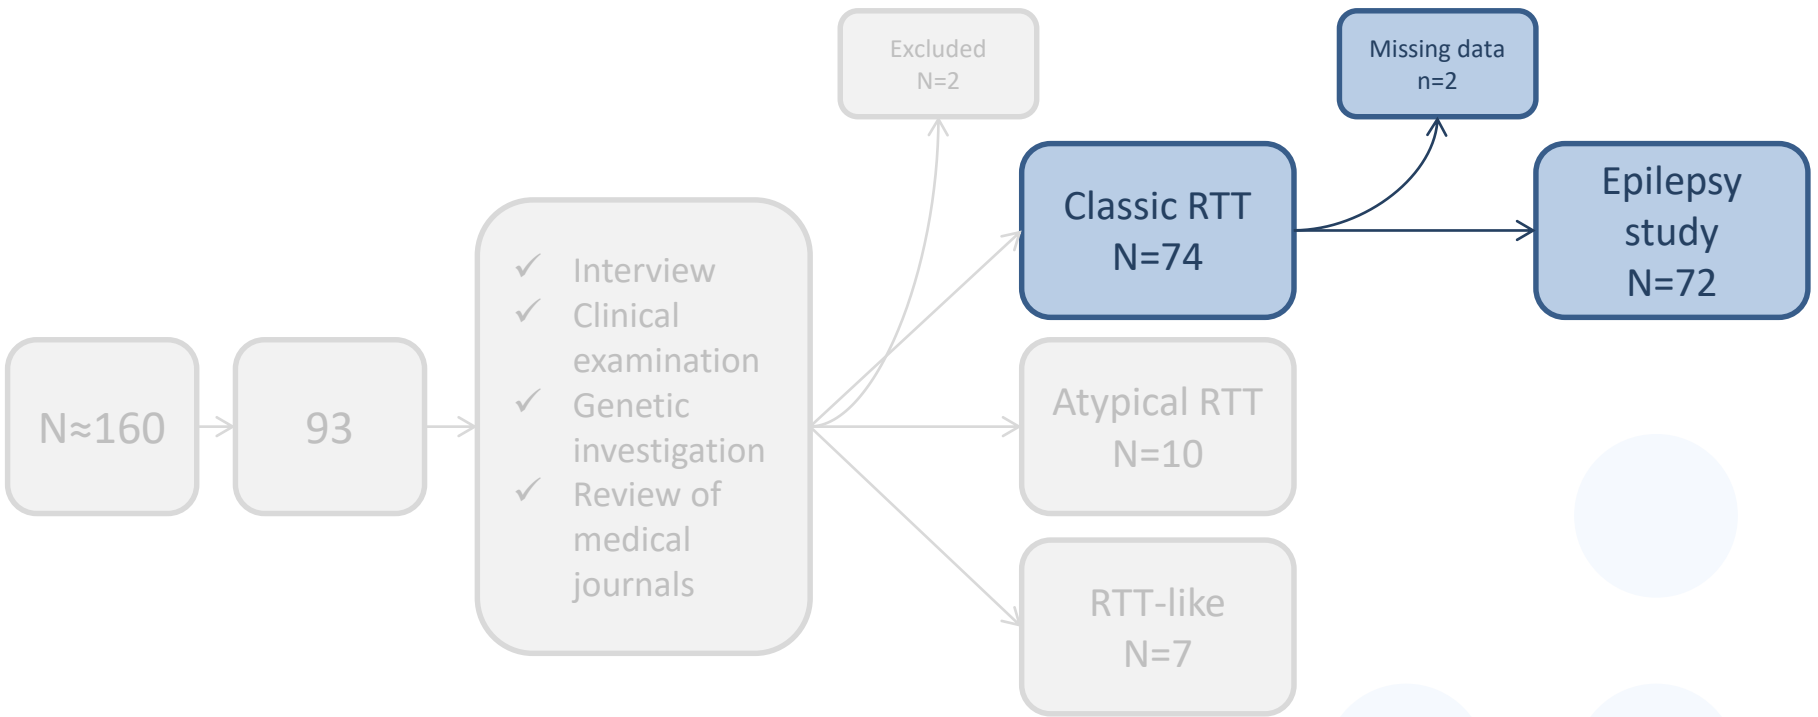 N≈160
93
✓ Interview
✓ Clinical
examination
✓ Genetic
investigation
✓ Review of
medical
journals
Excluded
N=2
Classic RTT
N=74
Atypical RTT
N=10
RTT-like
N=7
Missing data
n=2
Epilepsy
study
N=72